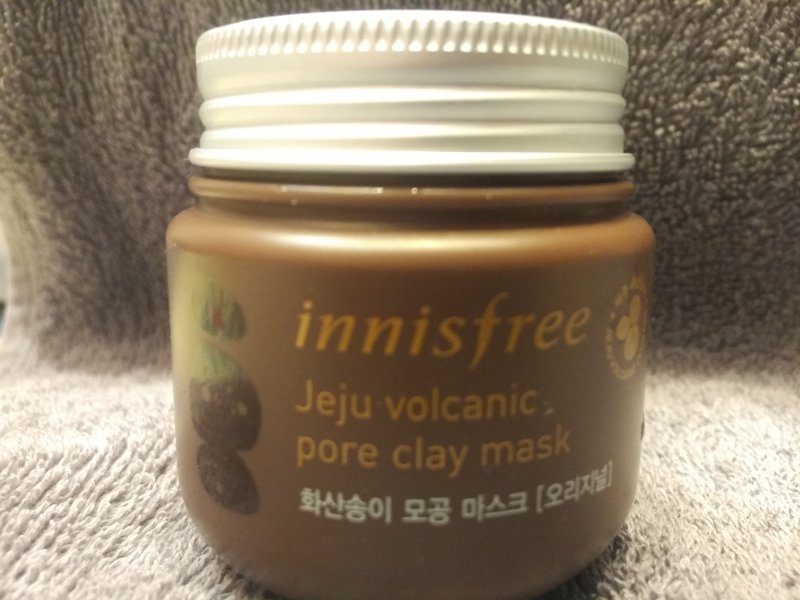 innisfree
Jeju volcanic
pore clay mask
화산송이 모공 마스크 [오리지널]